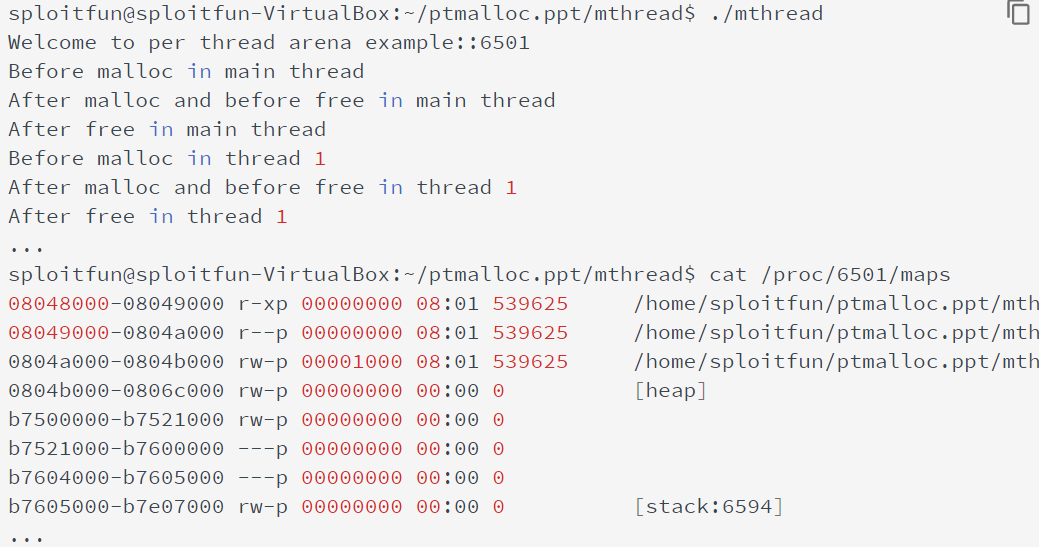 sploitfun@sploitfun-VirtualBox:~/ptmalloc.ppt/mthread$ ./mthread
Welcome to per thread arena example::6501
Before malloc in main thread
After malloc and before free in main thread
After free in main thread
Before malloc in thread 1
After malloc and before free in thread 1
After free in thread 1
...
sploitfun@sploitfun-VirtualBox:~/ptmalloc.ppt/mthread$ cat /proc/6501/maps
08048000-08049000 r-xp 00000000 08:01 539625     /home/sploitfun/ptmalloc.ppt/mth
08049000-0804a000 r--p 00000000 08:01 539625     /home/sploitfun/ptmalloc.ppt/mth
0804a000-0804b000 rw-p 00001000 08:01 539625     /home/sploitfun/ptmalloc.ppt/mth
0804b000-0806c000 rw-p 00000000 00:00 0          [heap]
b7500000-b7521000 rw-p 00000000 00:00 0
b7521000-b7600000 ---p 00000000 00:00 0
b7604000-b7605000 ---p 00000000 00:00 0
b7605000-b7e07000 rw-p 00000000 00:00 0          [stack:6594]
...